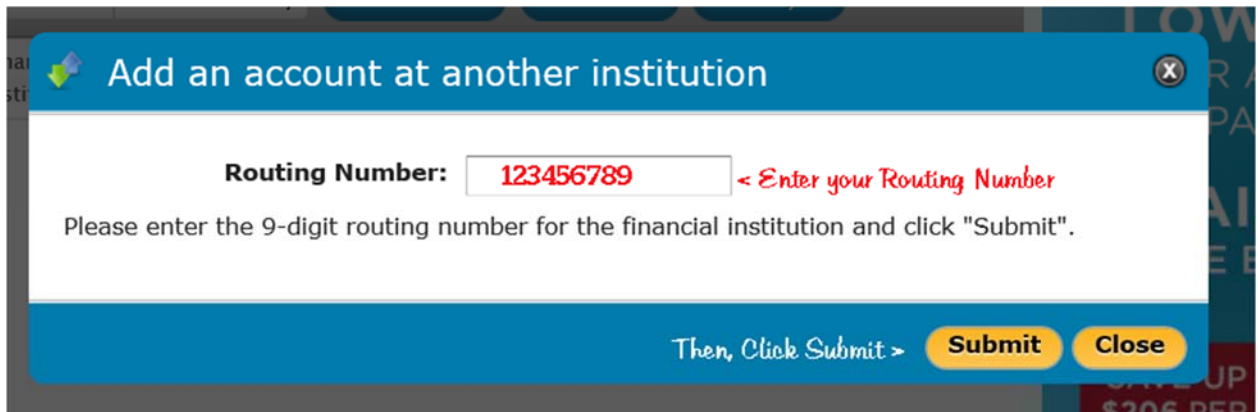 Add an account at another institution
X
Routing Number: 123456789 < Enter your Routing Number
Please enter the 9-digit routing number for the financial institution and click "Submit".
Then, Click Submit > Submit Close
UP